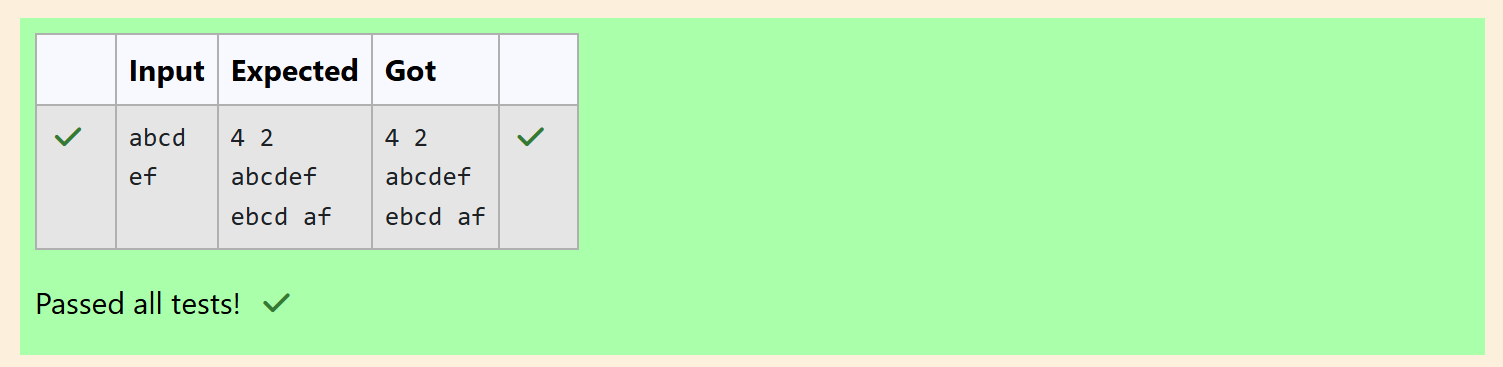 Input Expected Got
abcd 4 2 4 2
ef abcdef abcdef
ebcd af ebcd af
Passed all tests!